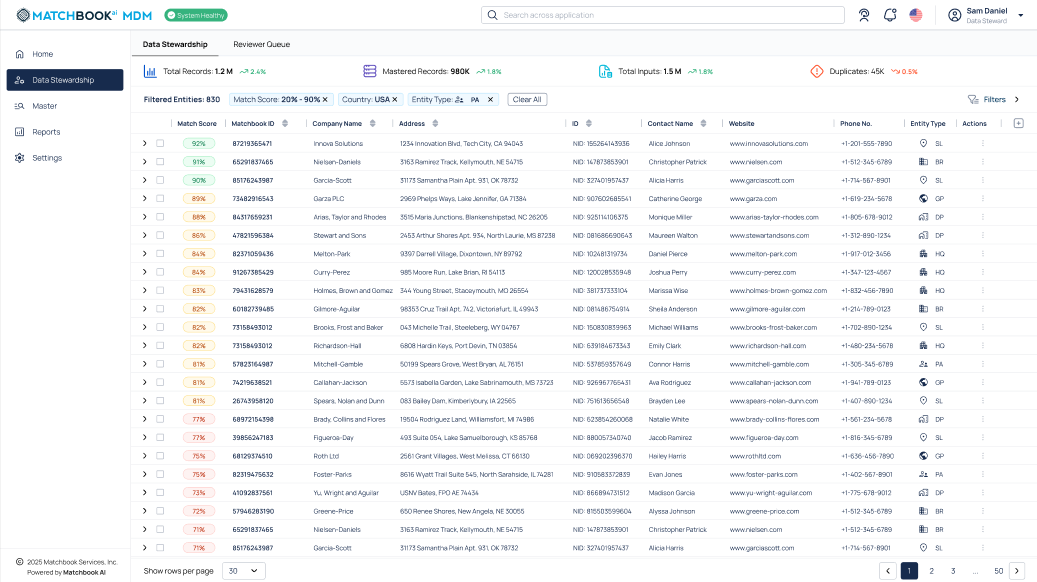 MATCHBOOKai MDM System Healthy Search across application Sam Daniel
Data Steward
Home
Data Stewardship
Master
Reports
Settings
Data Stewardship Reviewer Queue
Total Records: 1.2 M 2.4% Mastered Records: 980K 1.8% Total Inputs: 1.5 M 1.8% Duplicates: 45K 0.5%
Filtered Entities: 830 Match Score: 20% - 90% × Country: USA × Entity Type: PA × Clear All Filters
Match Score Matchbook ID Company Name Address ID Contact Name Website Phone No. Entity Type Actions
92% 87219365471 Innova Solutions 1234 Innovation Blvd, Tech City, CA 94043 NID: 155264143936 Alice Johnson www.innovasolutions.com +1-201-555-7890 SL
91% 65291837465 Nielsen-Daniels 3163 Ramirez Track, Kellymouth, NE 54715 NID: 147873853901 Christopher Patrick www.nielsen.com +1-512-345-6789 BR
90% 85176243987 Garcia-Scott 31173 Samantha Plain Apt. 931, OK 78732 NID: 327401957437 Alicia Harris www.garciascott.com +1-714-567-8901 SL
89% 73482916543 Garza PLC 2969 Phelps Ways, Lake Jennifer, GA 71384 NID: 907602685541 Catherine George www.garza.com +1-619-234-5678 GP
88% 84317659231 Arias, Taylor and Rhodes 3515 Maria Junctions, Blankenshipstad, NC 26205 NID: 925114106375 Monique Miller www.arias-taylor-rhodes.com +1-805-678-9012 DP
86% 47821596384 Stewart and Sons 2453 Arthur Shores Apt. 934, North Laurie, MS 87238 NID: 081686690643 Maureen Walton www.stewartandsons.com +1-312-890-1234 DP
84% 82371059436 Melton-Park 9397 Darrell Village, Dixontown, NY 89792 NID: 102481319734 Daniel Pierce www.melton-park.com +1-917-012-3456 HQ
84% 91267385429 Curry-Perez 985 Moore Run, Lake Brian, RI 54113 NID: 120028535948 Joshua Perry www.curry-perez.com +1-347-123-4567 HQ
83% 79431628579 Holmes, Brown and Gomez 344 Young Street, Staceymouth, MO 26554 NID: 381737333104 Marissa Wise www.holmes-brown-gomez.com +1-832-456-7890 HQ
82% 60182739485 Gilmore-Aguilar 98353 Cruz Trail Apt. 742, Victoriafurt, IL 49943 NID: 081486754914 Sheila Anderson www.gilmore-aguilar.com +1-214-789-0123 BR
82% 73158493012 Brooks, Frost and Baker 043 Michelle Trail, Steeleberg, WY 04767 NID: 150830839963 Michael Williams www.brooks-frost-baker.com +1-702-890-1234 SL
82% 73158493012 Richardson-Hall 6808 Hardin Keys, Port Devin, TN 03854 NID: 639184673343 Emily Clark www.richardson-hall.com +1-480-234-5678 HQ
81% 57823164987 Mitchell-Gamble 50199 Spears Grove, West Bryan, AL 76151 NID: 537859357649 Connor Harris www.mitchell-gamble.com +1-305-345-6789 PA
81% 74219638521 Callahan-Jackson 5573 Isabella Garden, Lake Sabrinamouth, MS 73723 NID: 926967765431 Ava Rodriguez www.callahan-jackson.com +1-941-789-0123 GP
81% 26743958120 Spears, Nolan and Dunn 083 Bailey Dam, Kimberlybury, IA 22565 NID: 751613656548 Brayden Lee www.spears-nolan-dunn.com +1-407-890-1234 SL
77% 68972154398 Brady, Collins and Flores 19504 Rodriguez Land, Williamsfort, MI 74986 NID: 623854260068 Natalie White www.brady-collins-flores.com +1-561-234-5678 DP
77% 39856247183 Figueroa-Day 493 Suite 054, Lake Samuelborough, KS 85768 NID: 880057340740 Jacob Ramirez www.figueroa-day.com +1-816-345-6789 SL
75% 68129374510 Roth Ltd 2561 Grant Villages, West Melissa, CT 66130 NID: 069202396370 Hailey Harris www.rothltd.com +1-636-456-7890 GP
75% 82319475632 Foster-Parks 8616 Wyatt Trail Suite 545, North Sarahside, IL 74281 NID: 910583372839 Evan Jones www.foster-parks.com +1-402-567-8901 PA
73% 41092837561 Yu, Wright and Aguilar USNV Bates, FPO AE 74434 NID: 866894731512 Madison Garcia www.yu-wright-aguilar.com +1-775-678-9012 DP
72% 57946283190 Greene-Price 650 Renee Shores, New Angela, NE 30055 NID: 815503599604 Alyssa Johnson www.greene-price.com +1-512-345-6789 BR
71% 65291837465 Nielsen-Daniels 3163 Ramirez Track, Kellymouth, NE 54715 NID: 147873853901 Christopher Patrick www.nielsen.com +1-512-345-6789 BR
71% 85176243987 Garcia-Scott 31173 Samantha Plain Apt. 931, OK 78732 NID: 327401957437 Alicia Harris www.garciascott.com +1-714-567-8901 SL
© 2025 Matchbook Services, Inc.
Powered by Matchbook AI
Show rows per page 30 1 2 3 ... 50